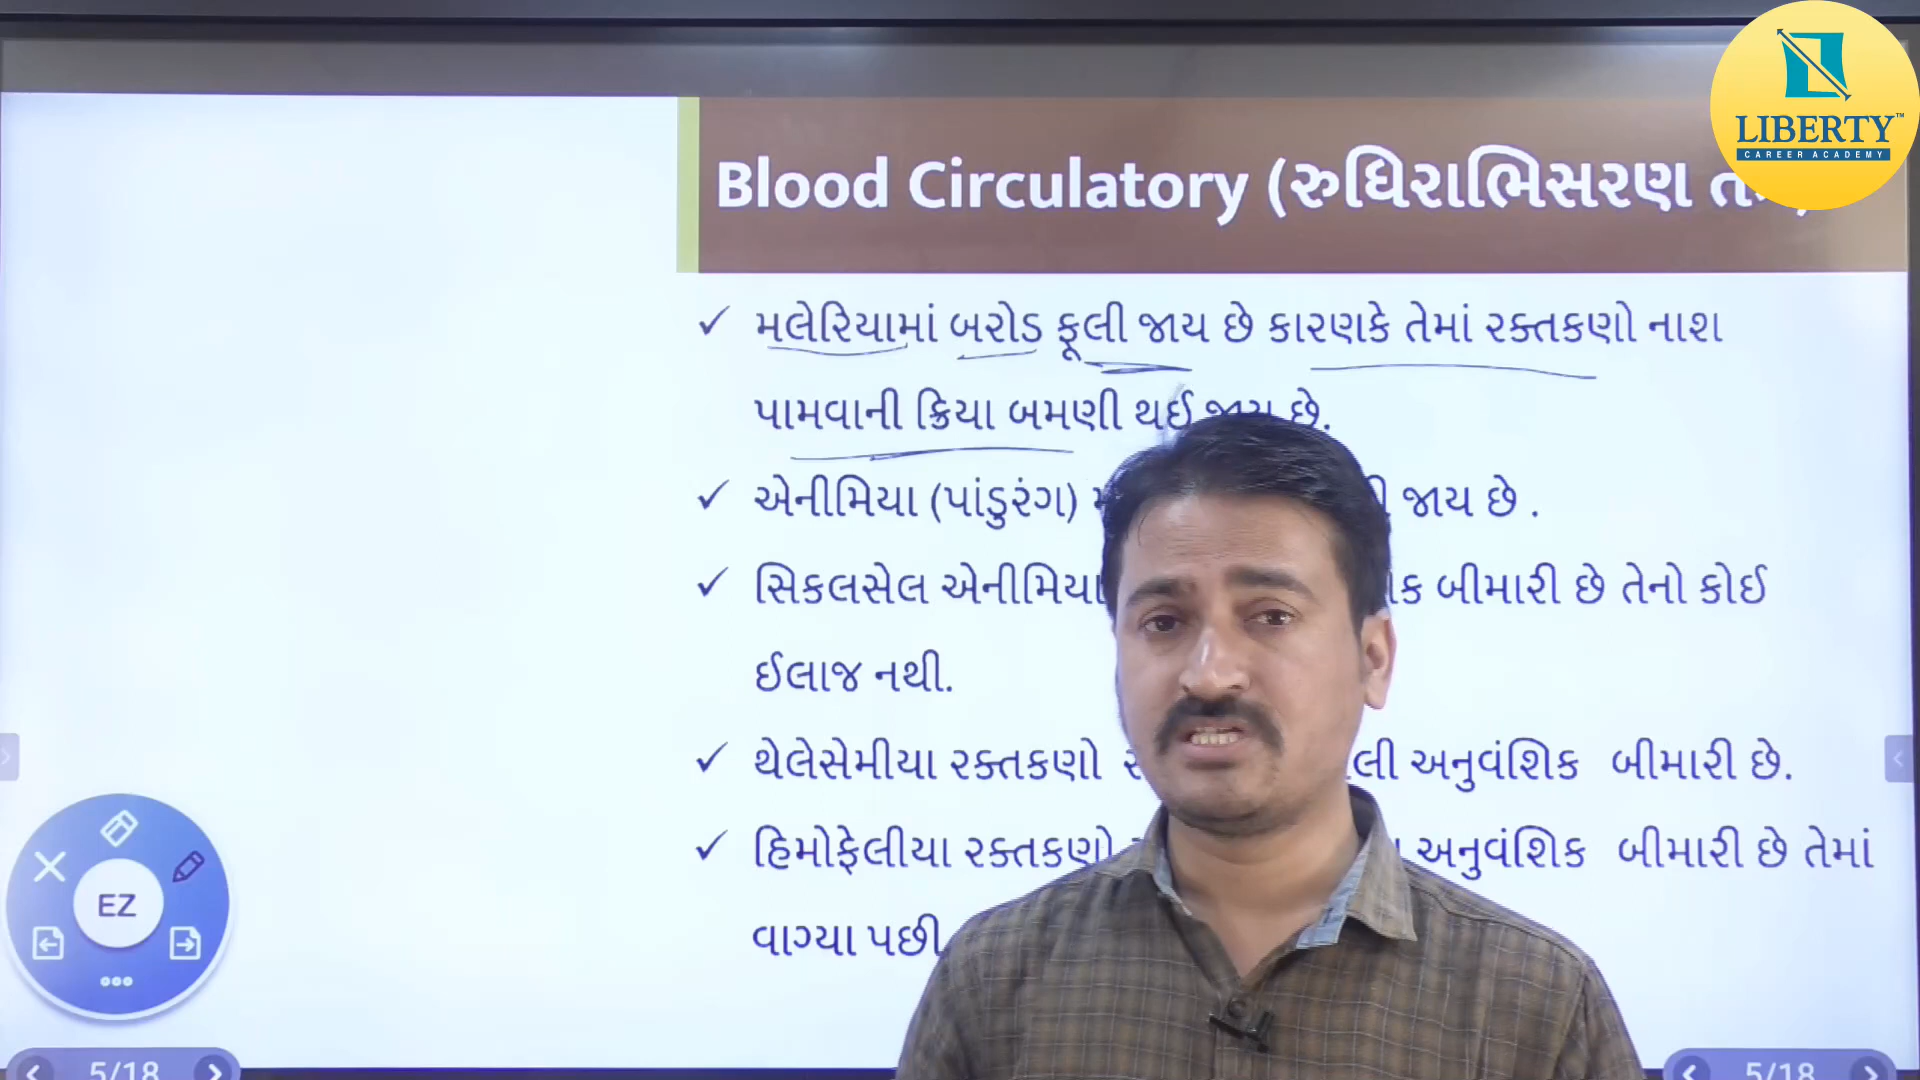 LIBERTY™
CAREER ACADEMY
Blood Circulatory (રુધિરાભિસરણ
મલેરિયામાં બરોડ ફૂલી જાય છે કારણકે તેમાં રક્તકણો નાશ
પામવાની ક્રિયા બમણી થઈ જાય છે.
એનીમિયા (પાંડુરંગ) જાય છે .
સિકલસેલ એનીમિયા બીમારી છે તેનો કોઈ
ઈલાજ નથી.
થેલેસેમીયા રક્તકણો અનુવંશિક બીમારી છે.
હિમોફેલીયા રક્તકણો અનુવંશિક બીમારી છે તેમાં
વાગ્યા પછી
EZ
5/18
5/18